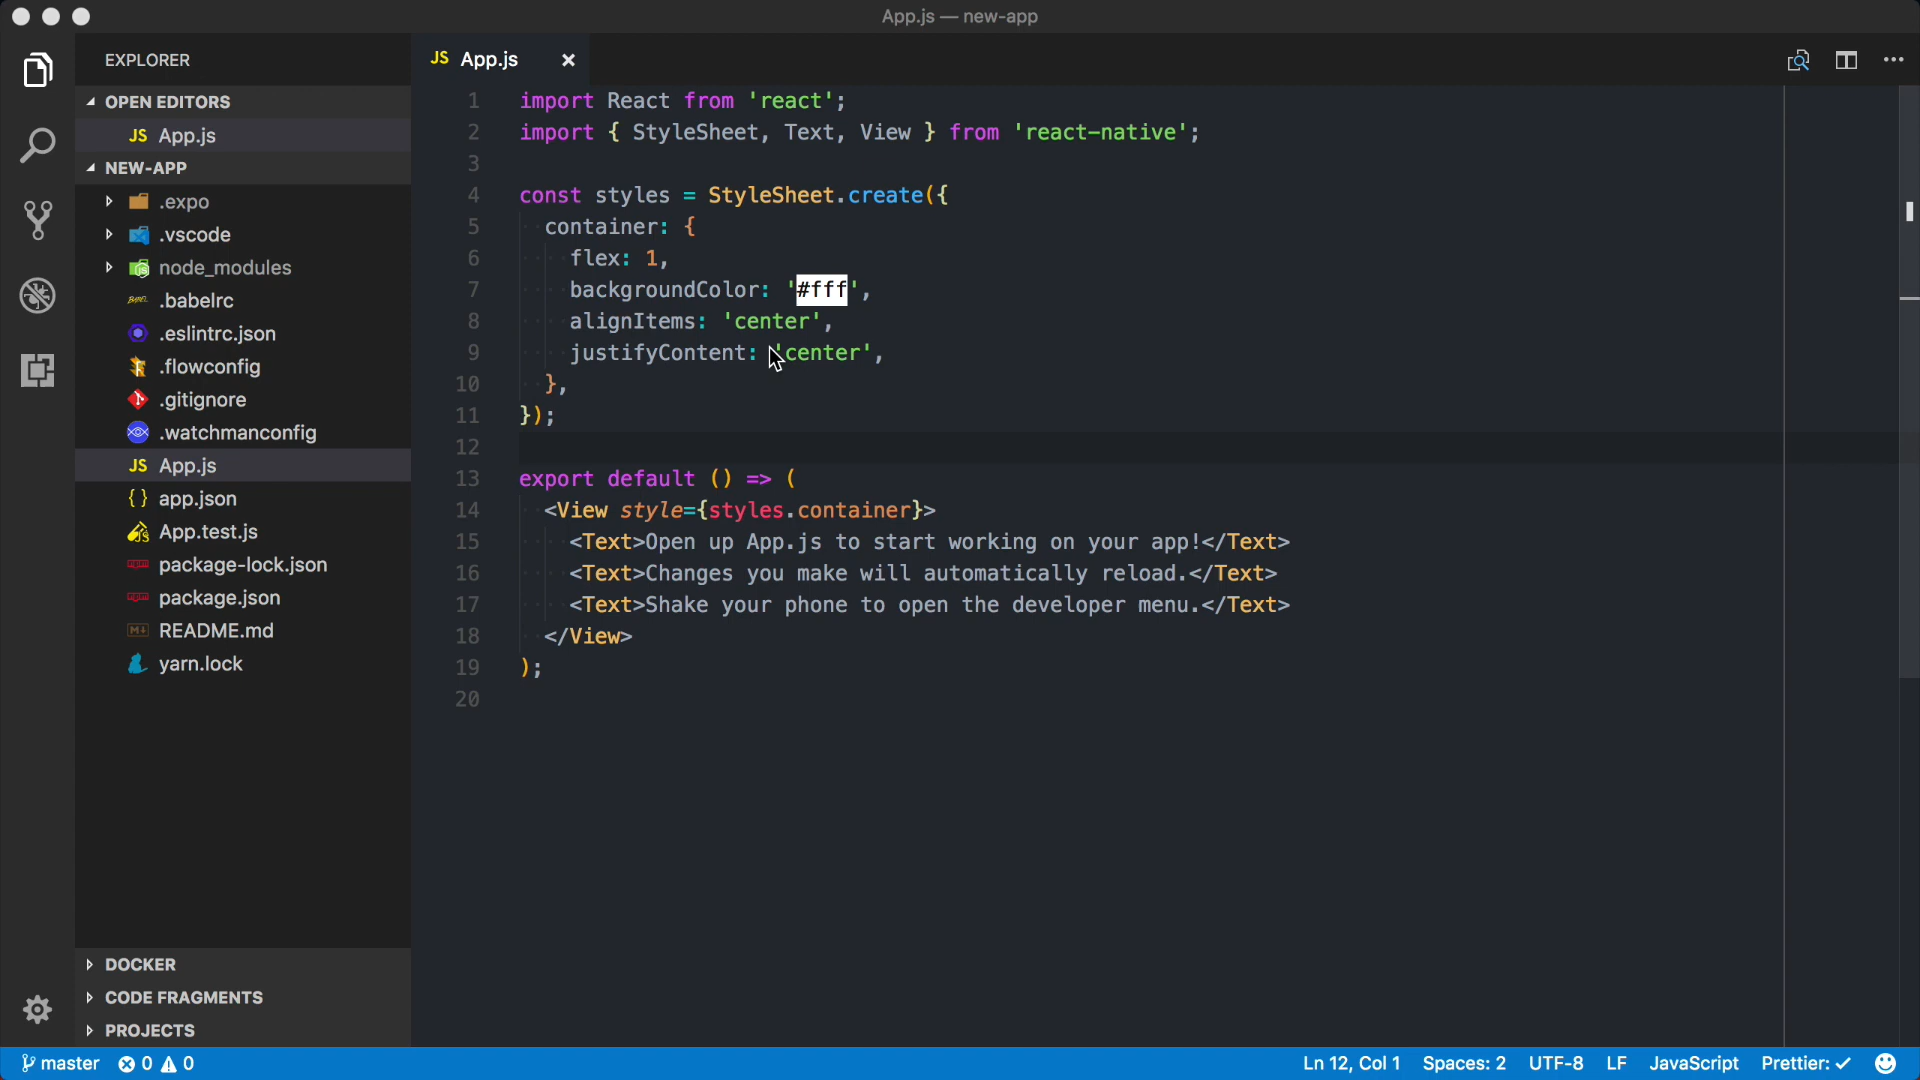 App.js — new-app
EXPLORER
OPEN EDITORS
JS App.js
NEW-APP
.expo
.vscode
node_modules
.babelrc
.eslintrc.json
.flowconfig
.gitignore
.watchmanconfig
JS App.js
{ } app.json
App.test.js
package-lock.json
package.json
README.md
yarn.lock
DOCKER
CODE FRAGMENTS
PROJECTS
JS App.js ×
1 import React from 'react';
2 import { StyleSheet, Text, View } from 'react-native';
3
4 const styles = StyleSheet.create({
5 container: {
6 flex: 1,
7 backgroundColor: '#fff',
8 alignItems: 'center',
9 justifyContent: 'center',
10 },
11 });
12
13 export default () => (
14 <View style={styles.container}>
15 <Text>Open up App.js to start working on your app!</Text>
16 <Text>Changes you make will automatically reload.</Text>
17 <Text>Shake your phone to open the developer menu.</Text>
18 </View>
19 );
20
master 0 0 Ln 12, Col 1 Spaces: 2 UTF-8 LF JavaScript Prettier: ✓